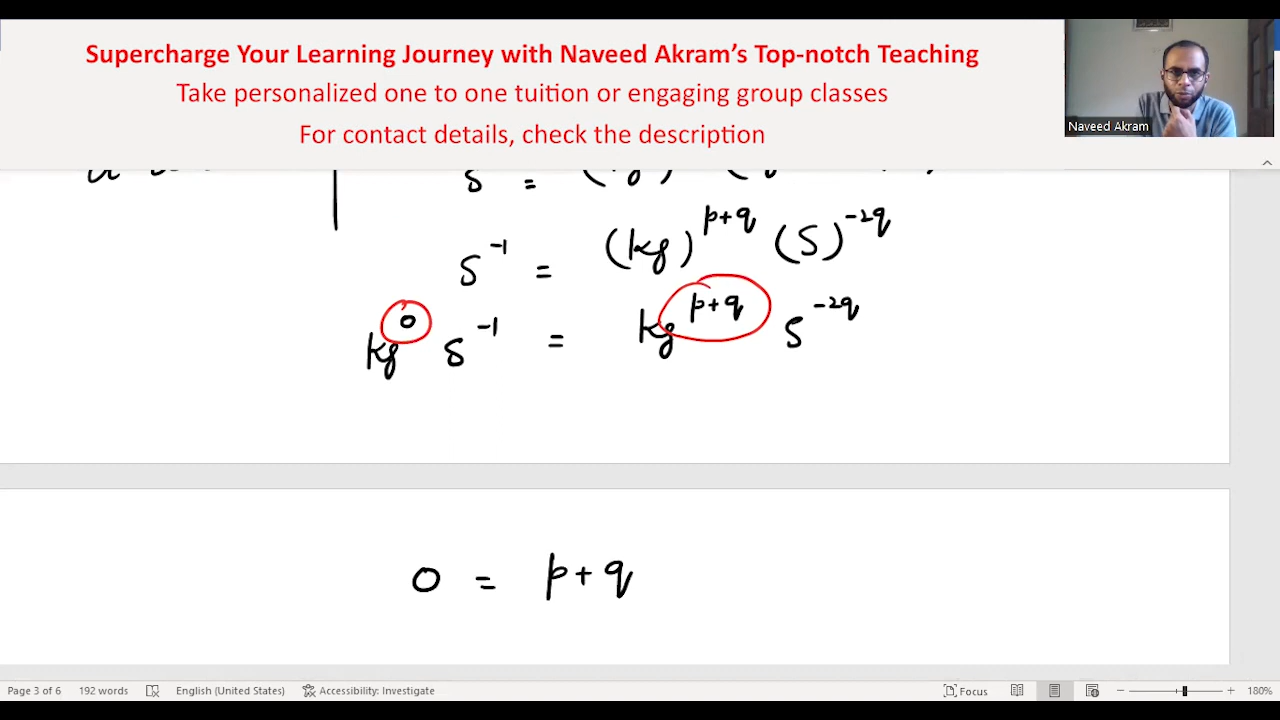 Supercharge Your Learning Journey with Naveed Akram's Top-notch Teaching
Take personalized one to one tuition or engaging group classes
For contact details, check the description
Naveed Akram
S⁻¹ = (kg)^(p+q) (S)^(-2q)
kg⁰ S⁻¹ = kg^(p+q) S^(-2q)
0 = p+q
Page 3 of 6 192 words English (United States) Accessibility: Investigate Focus 180%